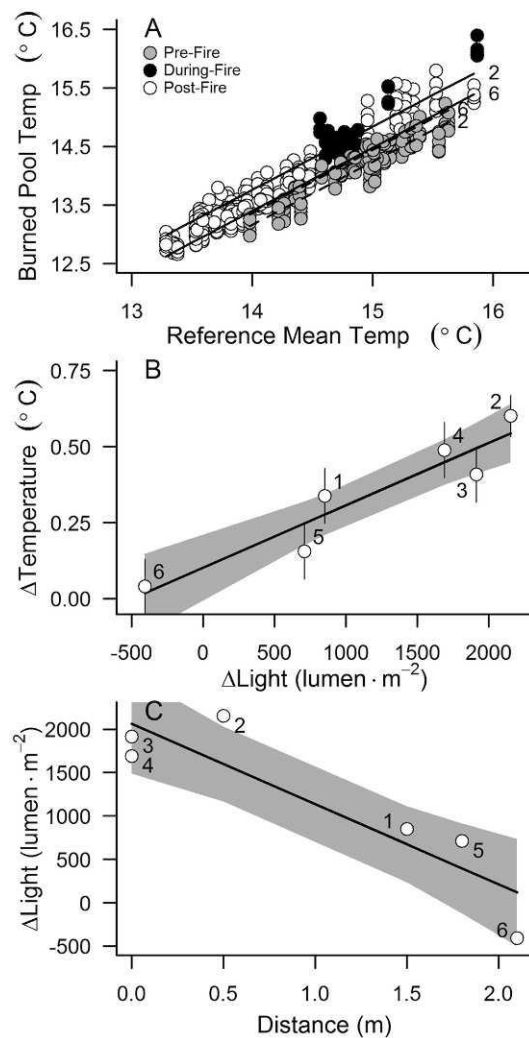 A
Pre-Fire
During-Fire
Post-Fire
Burned Pool Temp (° C)
16.5
15.5
14.5
13.5
12.5
2
6
6
2
13 14 15 16
Reference Mean Temp (° C)
B
ΔTemperature (° C)
0.75
0.50
0.25
0.00
2
4
3
1
5
6
-500 0 500 1000 1500 2000
ΔLight (lumen · m⁻²)
C
ΔLight (lumen · m⁻²)
2000
1500
1000
500
0
-500
2
3
4
1
5
6
0.0 0.5 1.0 1.5 2.0
Distance (m)